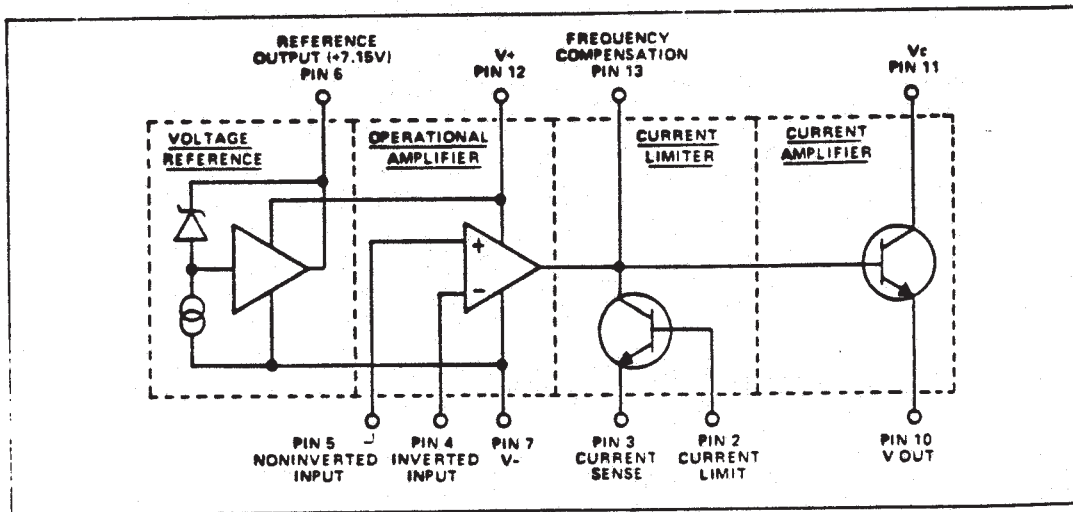 REFERENCE
OUTPUT (+7.15V)
PIN 6
V+
PIN 12
FREQUENCY
COMPENSATION
PIN 13
Vc
PIN 11
VOLTAGE
REFERENCE
OPERATIONAL
AMPLIFIER
CURRENT
LIMITER
CURRENT
AMPLIFIER
+
−
PIN 5
NONINVERTED
INPUT
PIN 4
INVERTED
INPUT
PIN 7
V-
PIN 3
CURRENT
SENSE
PIN 2
CURRENT
LIMIT
PIN 10
V OUT